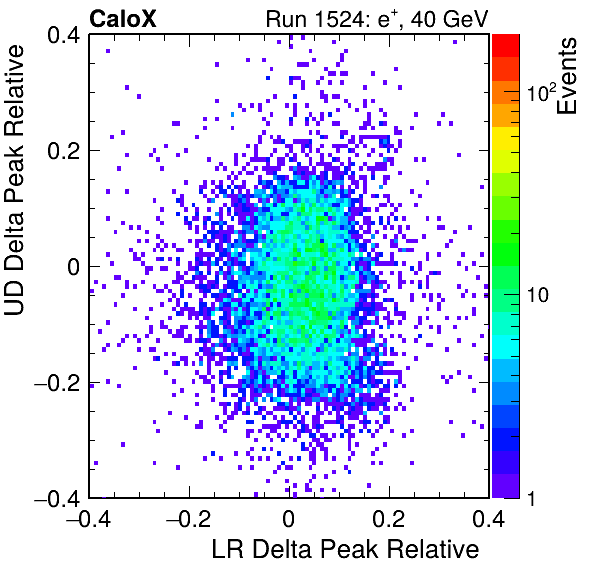 CaloX Run 1524: e⁺, 40 GeV
UD Delta Peak Relative
0.4
0.2
0
−0.2
−0.4
−0.4 −0.2 0 0.2 0.4
LR Delta Peak Relative
Events
10²
10
1